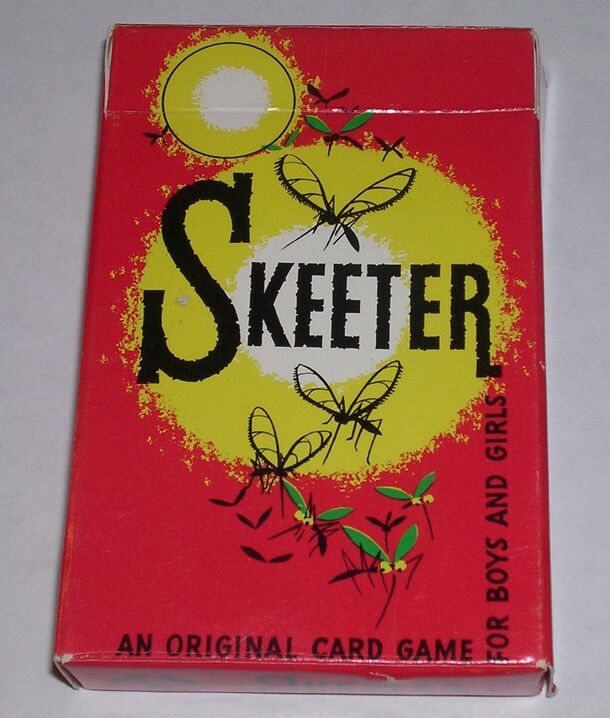 SKEETER
AN ORIGINAL CARD GAME
FOR BOYS AND GIRLS